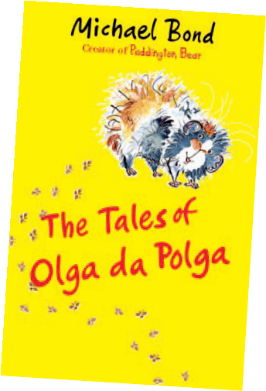 Michael Bond
Creator of Paddington Bear
The Tales of
Olga da Polga